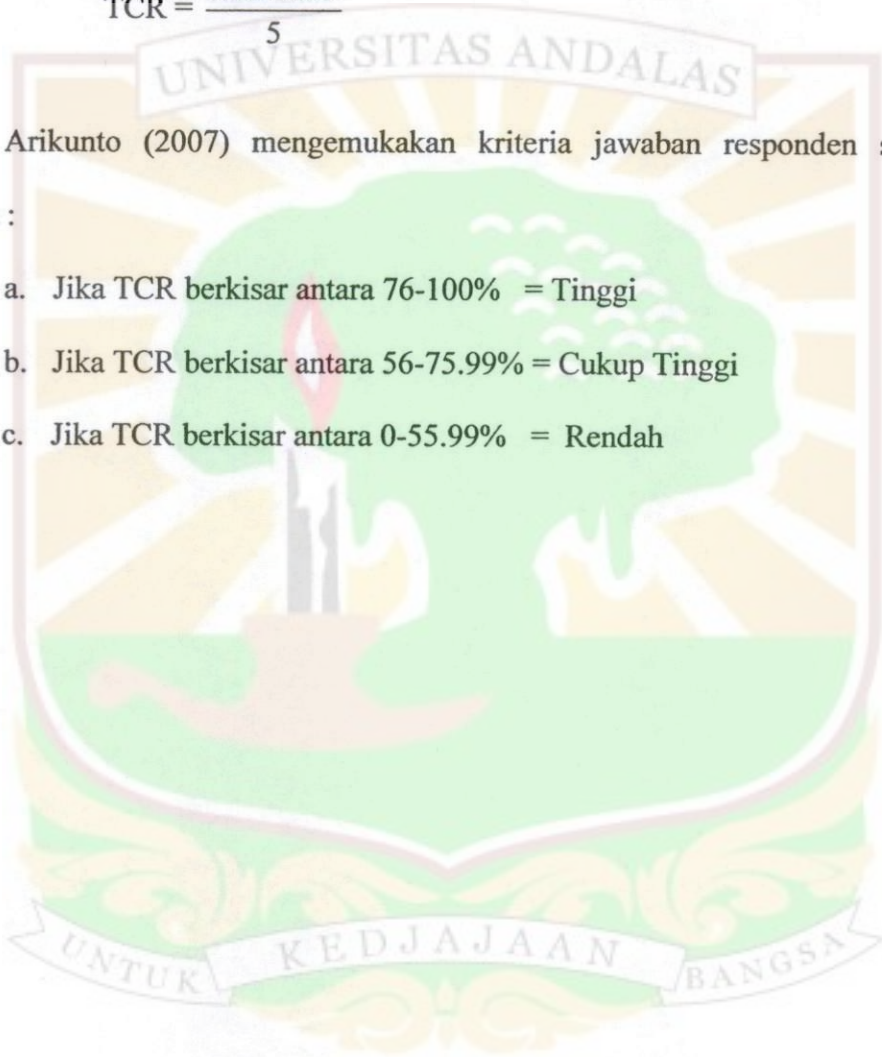 TCR =
5
UNIVERSITAS ANDALAS
Arikunto (2007) mengemukakan kriteria jawaban responden
:
a. Jika TCR berkisar antara 76-100% = Tinggi
b. Jika TCR berkisar antara 56-75.99% = Cukup Tinggi
c. Jika TCR berkisar antara 0-55.99% = Rendah
UNTUK KEDJAJAAN BANGSA